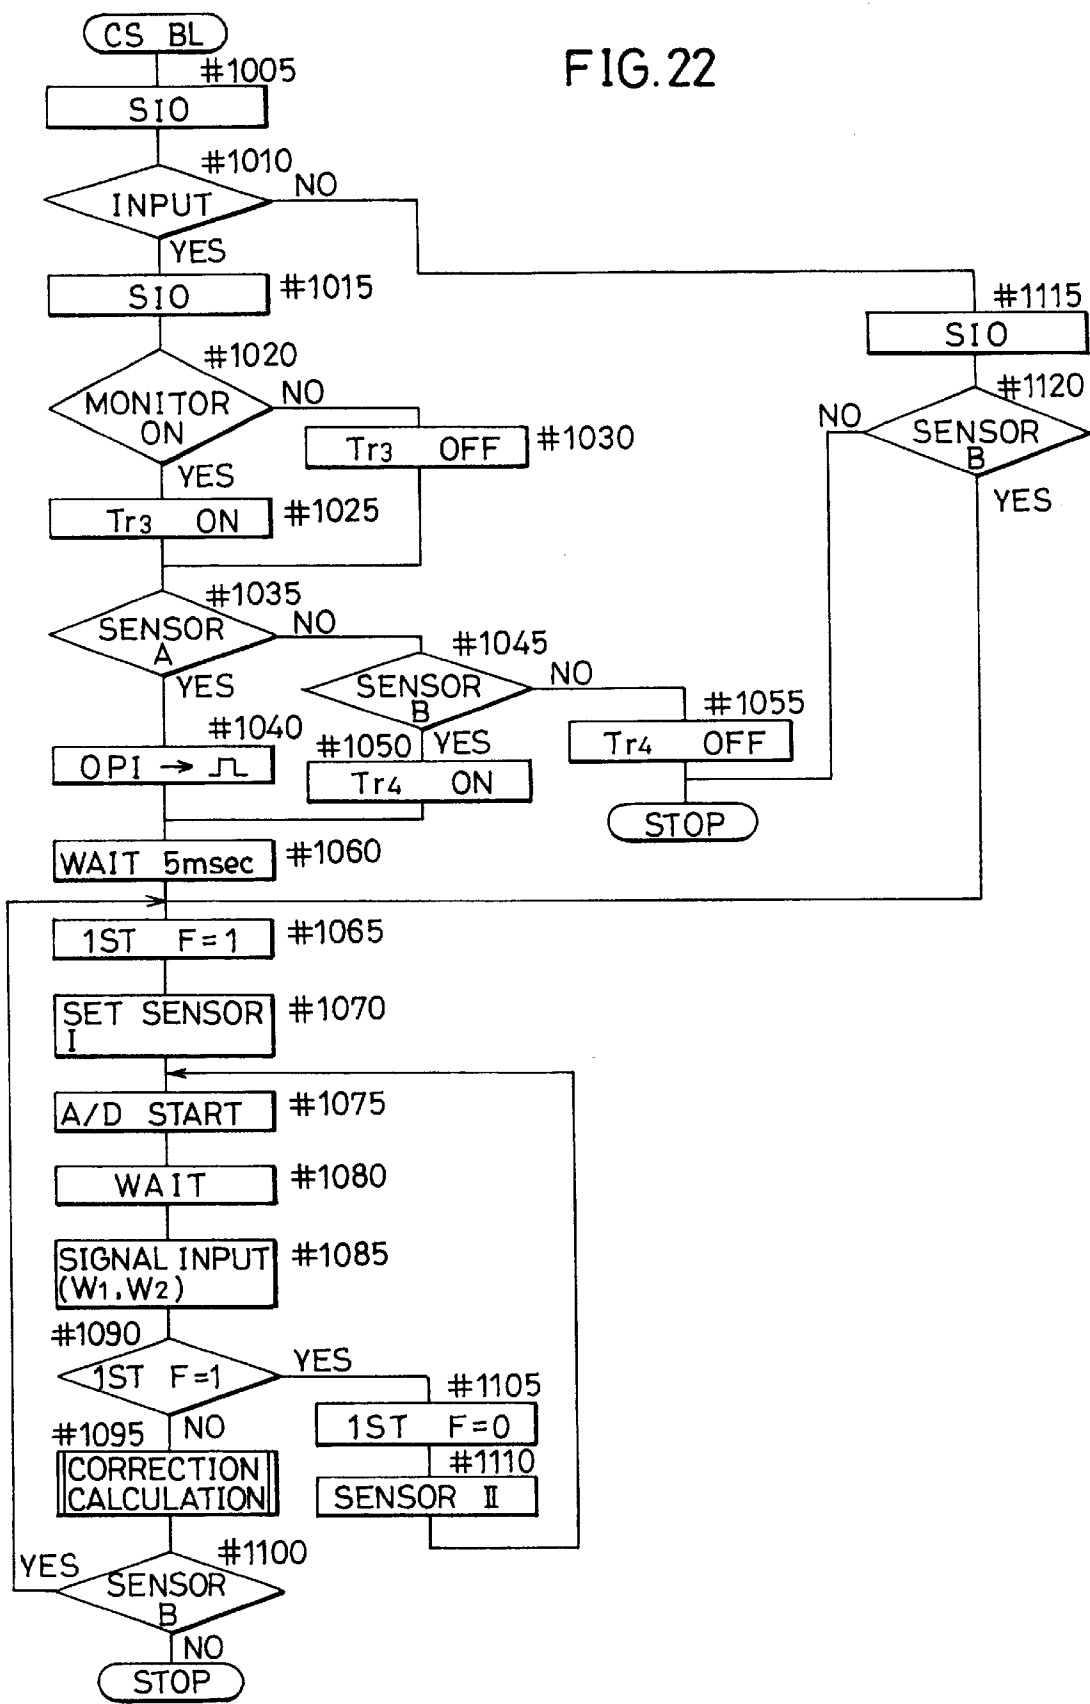 CS BL
FIG.22
#1005
SIO
#1010
INPUT
NO
YES
SIO
#1015
#1115
SIO
#1020
MONITOR
ON
NO
YES
Tr3 OFF
#1030
#1120
SENSOR
B
NO
YES
Tr3 ON
#1025
#1035
SENSOR
A
NO
YES
#1045
SENSOR
B
NO
YES
#1055
Tr4 OFF
#1040
OPI → ⎍
#1050
Tr4 ON
STOP
WAIT 5msec
#1060
1ST F=1
#1065
SET SENSOR
I
#1070
A/D START
#1075
WAIT
#1080
SIGNAL INPUT
(W1,W2)
#1085
#1090
1ST F=1
YES
NO
#1105
1ST F=0
#1095
CORRECTION
CALCULATION
#1110
SENSOR II
#1100
SENSOR
B
YES
NO
STOP